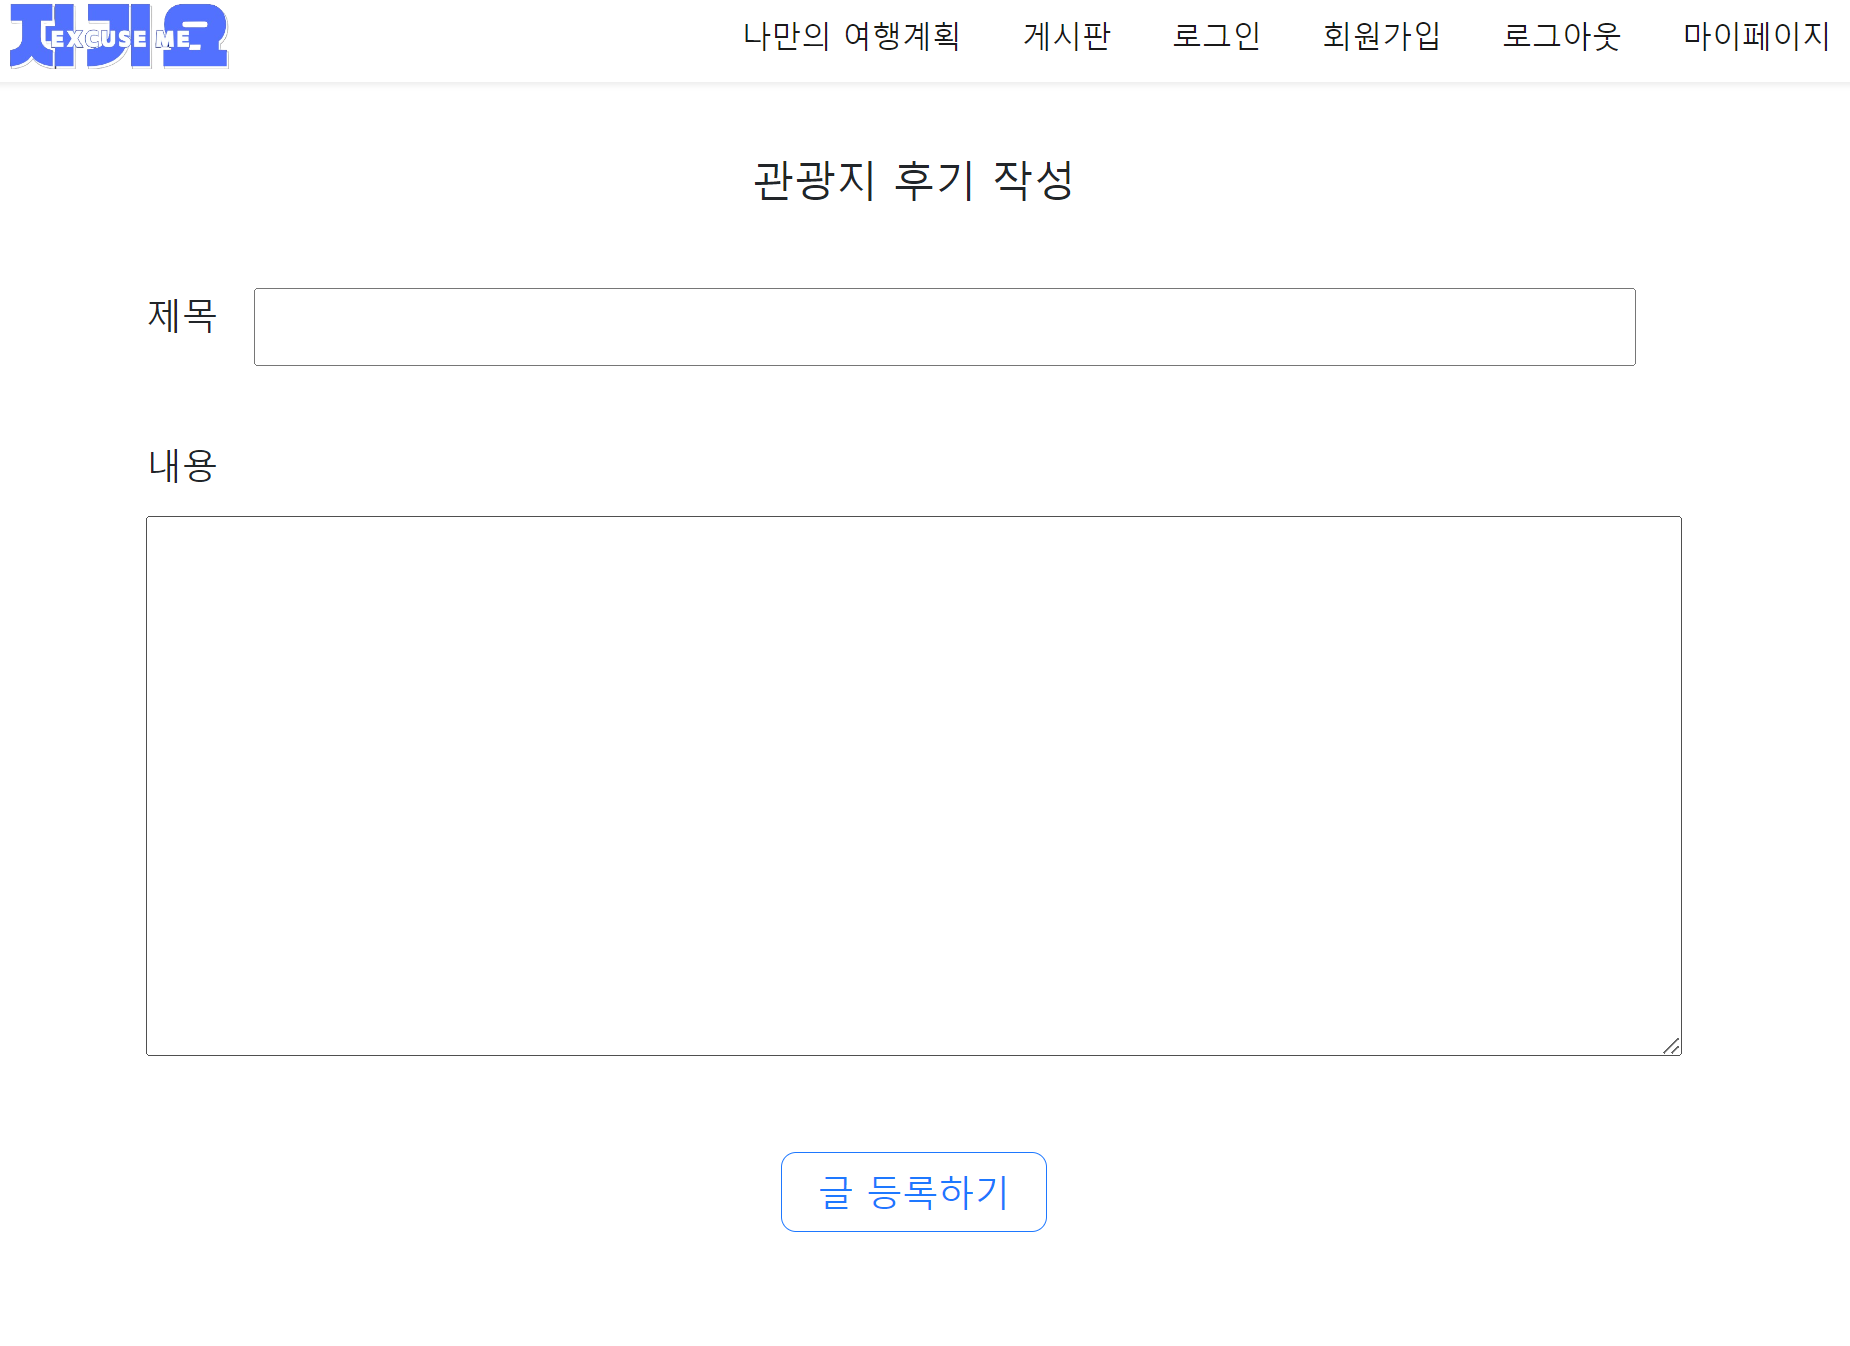 저기요
EXCUSE ME
나만의 여행계획 게시판 로그인 회원가입 로그아웃 마이페이지
관광지 후기 작성
제목
내용
글 등록하기